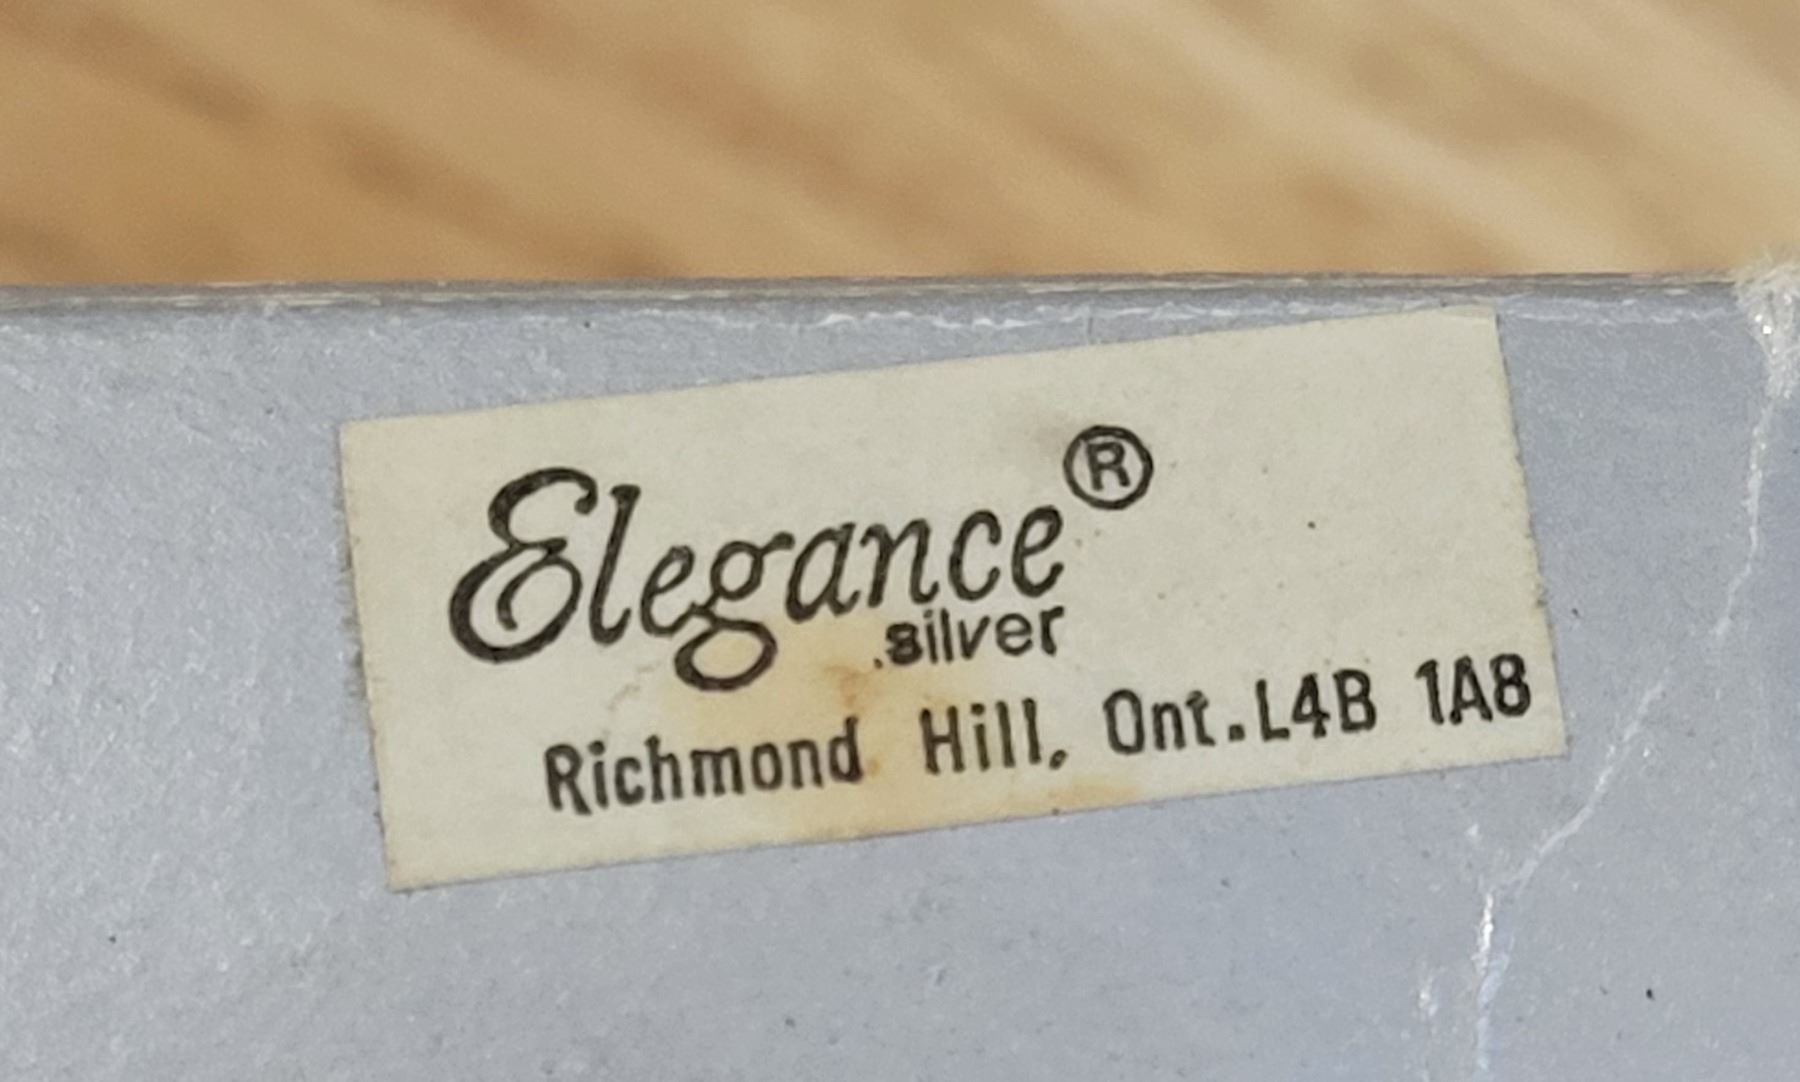 Elegance®
silver
Richmond Hill, Ont. L4B 1A8